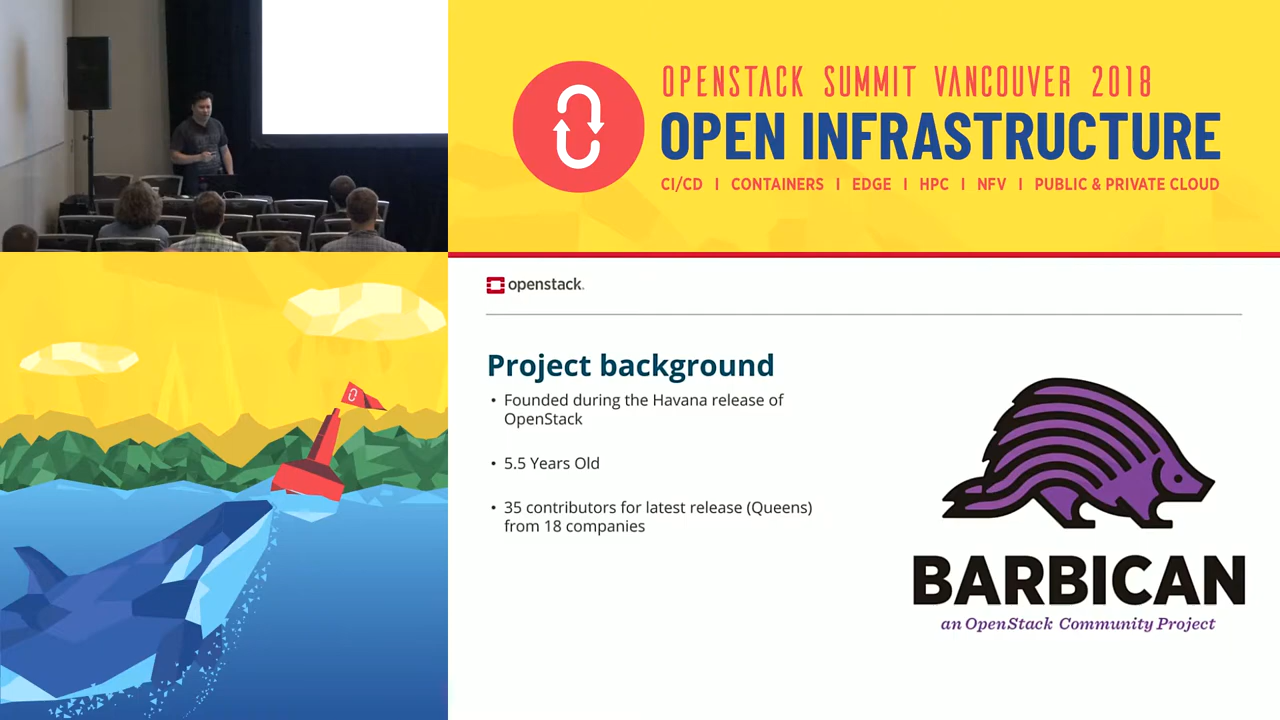 OPENSTACK SUMMIT VANCOUVER 2018
OPEN INFRASTRUCTURE
CI/CD | CONTAINERS | EDGE | HPC | NFV | PUBLIC & PRIVATE CLOUD
openstack.
Project background
• Founded during the Havana release of
OpenStack
• 5.5 Years Old
• 35 contributors for latest release (Queens)
from 18 companies
BARBICAN
an OpenStack Community Project